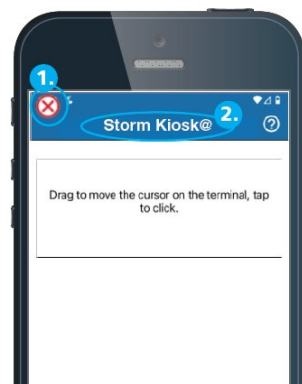 1.
Storm Kiosk@
2.
?
Drag to move the cursor on the terminal, tap
to click.